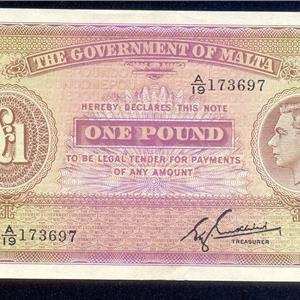 THE GOVERNMENT OF MALTA
A/19 173697
HEREBY DECLARES THIS NOTE
£1
ONE POUND
TO BE LEGAL TENDER FOR PAYMENTS
OF ANY AMOUNT.
A/19 173697
TREASURER